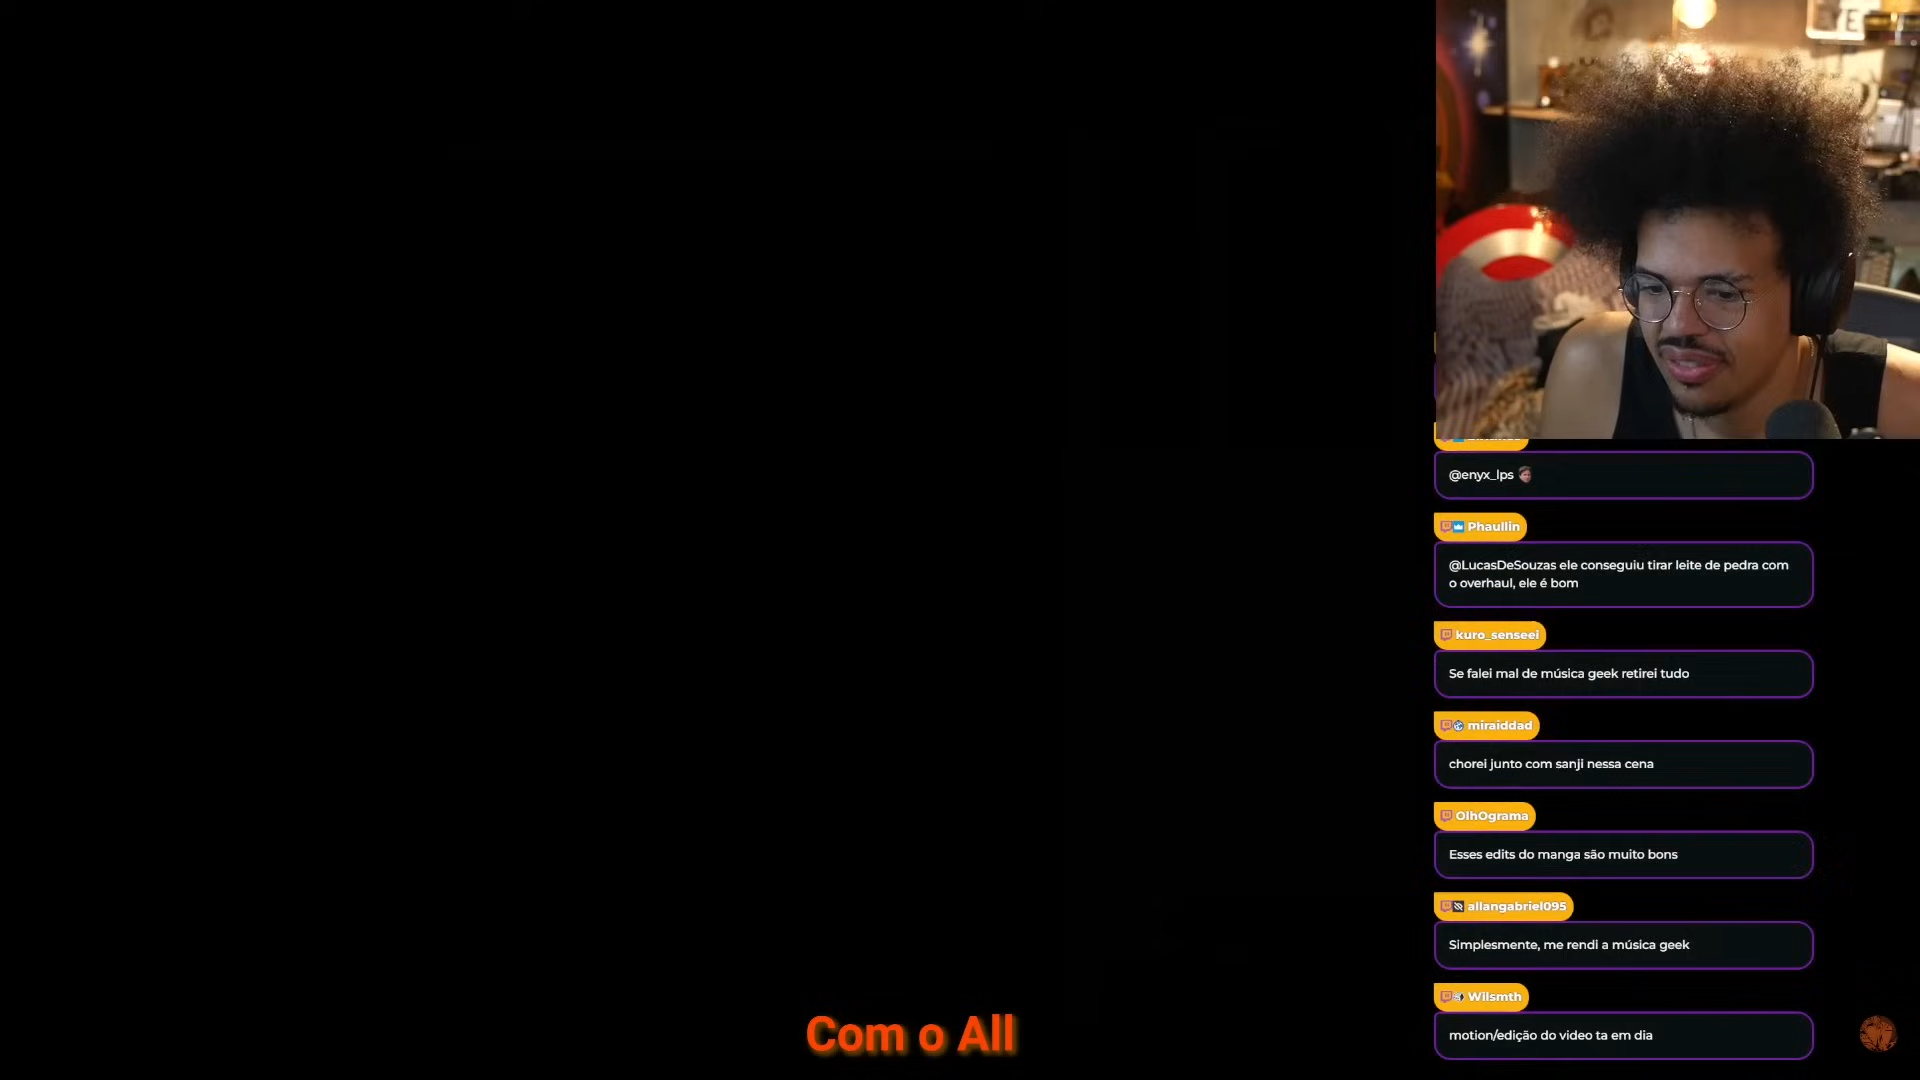 @enyx_lps
Phaullin
@LucasDeSouzas ele conseguiu tirar leite de pedra com
o overhaul, ele é bom
kuro_senseei
Se falei mal de música geek retirei tudo
miraiddad
chorei junto com sanji nessa cena
OlhOgrama
Esses edits do manga são muito bons
allangabriel095
Simplesmente, me rendi a música geek
Wilsmth
motion/edição do video ta em dia
Com o All